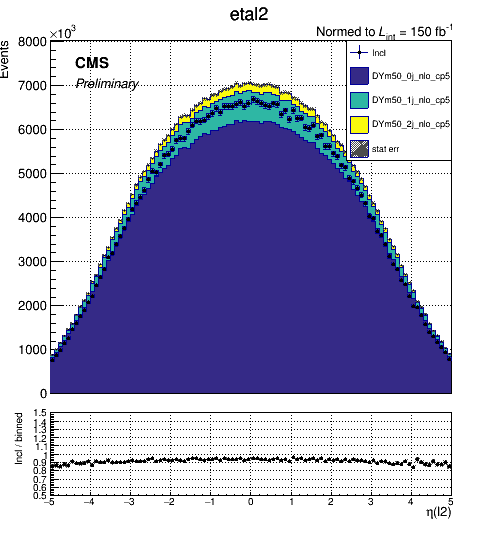 etal2
×10³
Normed to L_int = 150 fb⁻¹
Events
CMS
Preliminary
Incl
DYm50_0j_nlo_cp5
DYm50_1j_nlo_cp5
DYm50_2j_nlo_cp5
stat err
8000
7000
6000
5000
4000
3000
2000
1000
0
Incl / binned
1.5
1.4
1.3
1.2
1.1
1
0.9
0.8
0.7
0.6
0.5
−5 −4 −3 −2 −1 0 1 2 3 4 5
η(l2)